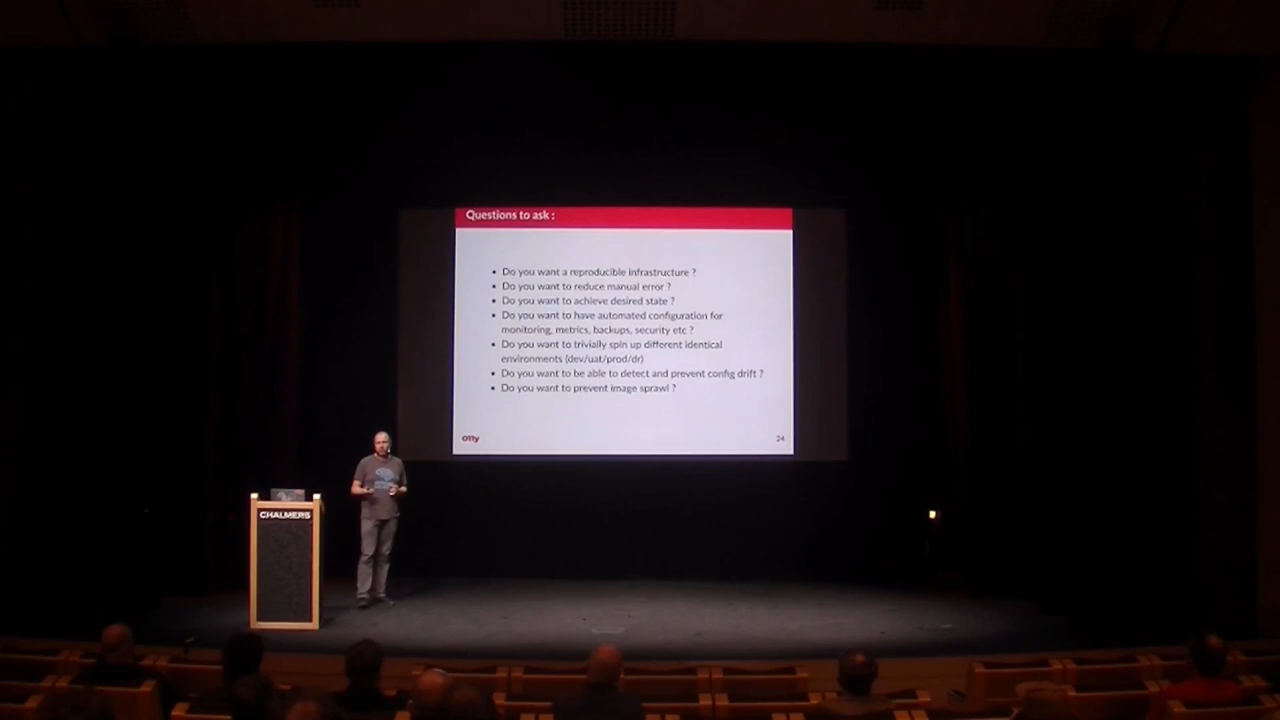 Questions to ask :
• Do you want a reproducible infrastructure ?
• Do you want to reduce manual error ?
• Do you want to achieve desired state ?
• Do you want to have automated configuration for
monitoring, metrics, backups, security etc ?
• Do you want to trivially spin up different identical
environments (dev/uat/prod/dr)
• Do you want to be able to detect and prevent config drift ?
• Do you want to prevent image sprawl ?
O11y
24
CHALMERS